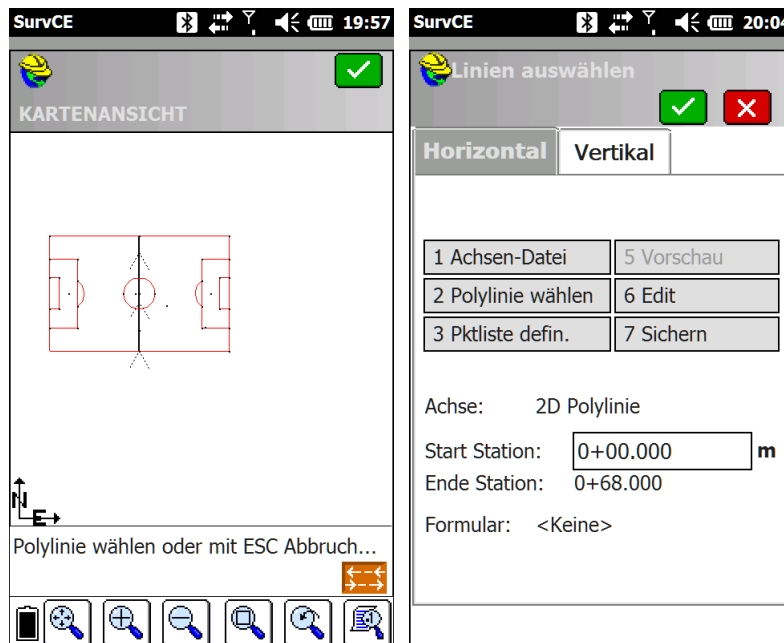 SurvCE 19:57
KARTENANSICHT
N
E
Polylinie wählen oder mit ESC Abbruch...
SurvCE 20:04
Linien auswählen
Horizontal Vertikal
1 Achsen-Datei 5 Vorschau
2 Polylinie wählen 6 Edit
3 Pktliste defin. 7 Sichern
Achse: 2D Polylinie
Start Station: 0+00.000 m
Ende Station: 0+68.000
Formular: <Keine>